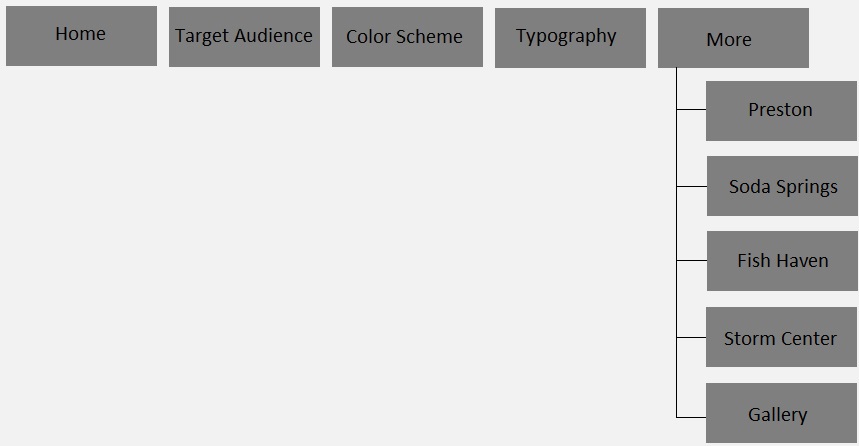 Home
Target Audience
Color Scheme
Typography
More
Preston
Soda Springs
Fish Haven
Storm Center
Gallery